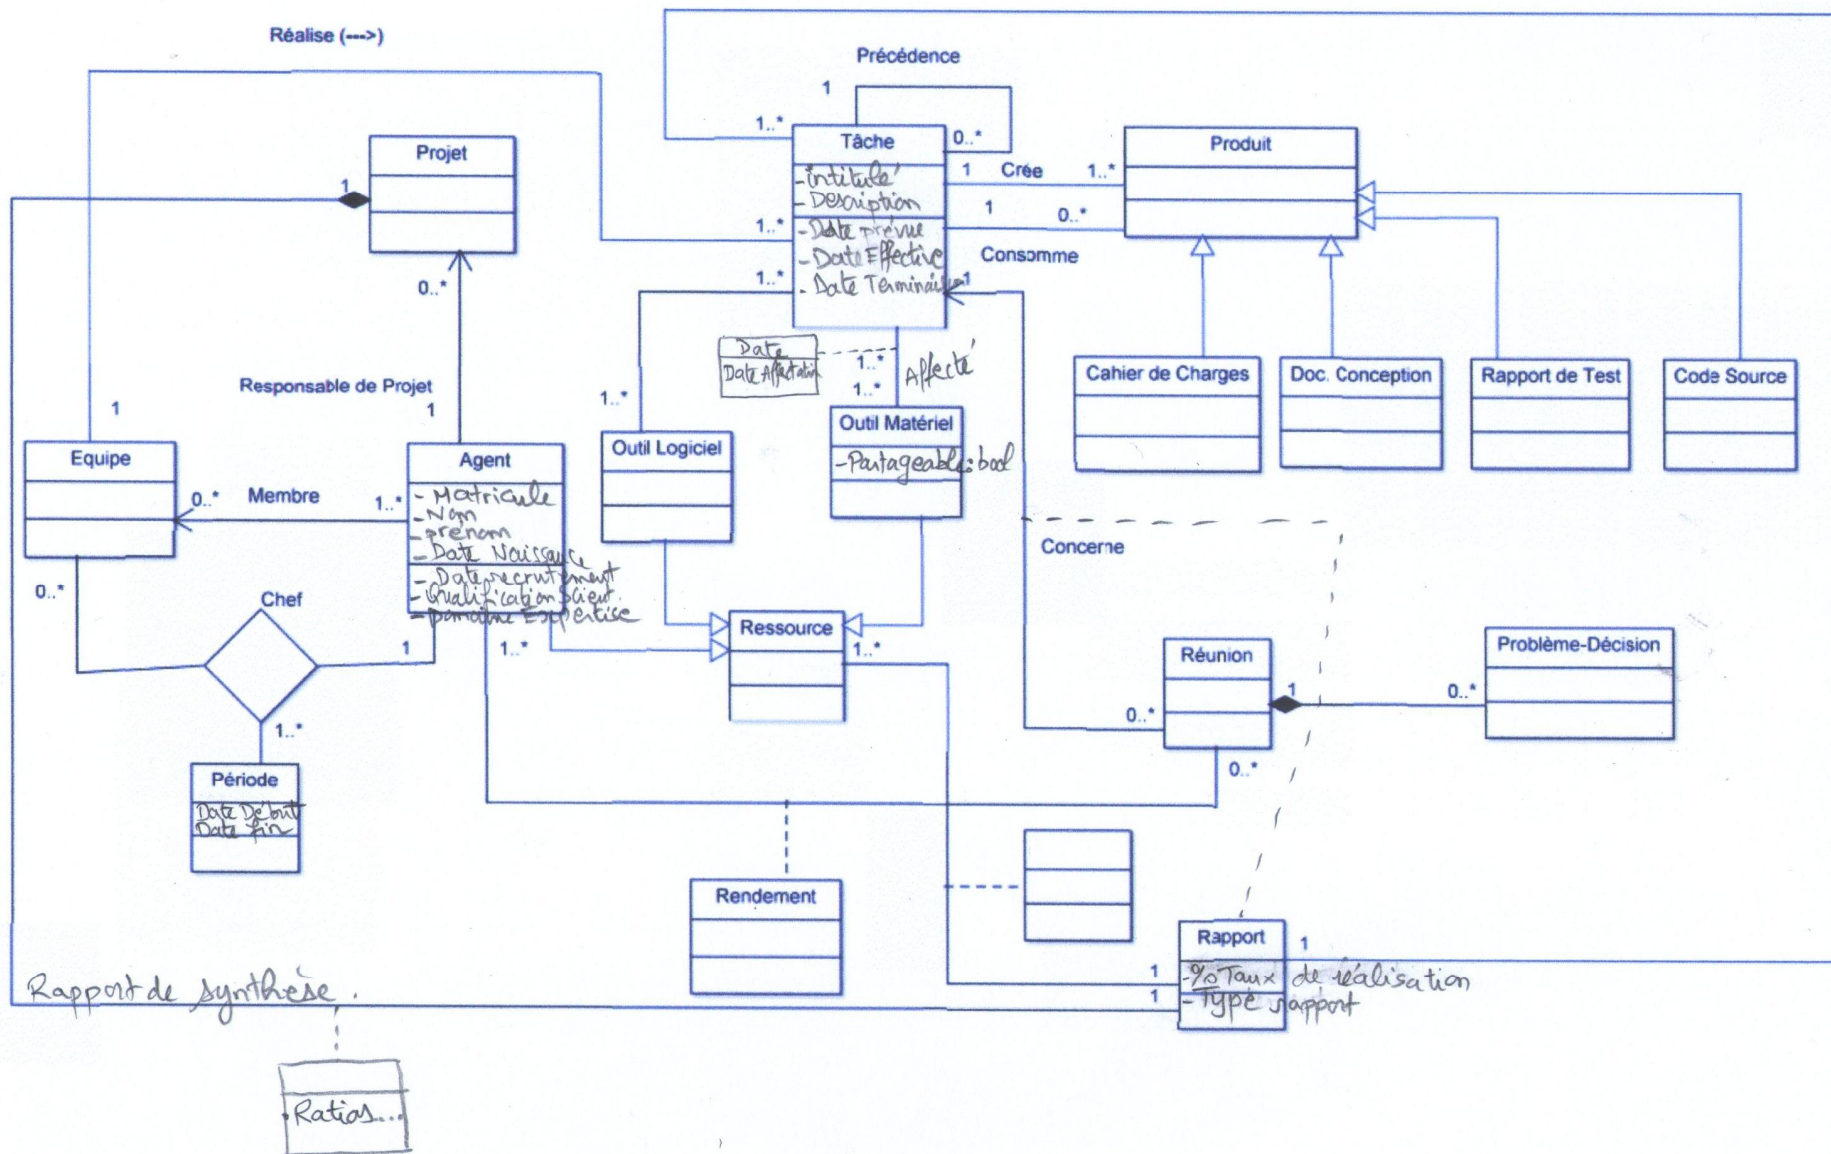 Réalise (--->)
Précédence
1
1..*
Tâche
0..*
-intitulé
-Description
-Date prévue
-Date Effective
- Date Terminaison
1
Crée
1..*
1
0..*
Consomme
Produit
Projet
1
1..*
1..*
1
0..*
Date
Date Affectation
1..*
1..*
Affecté
Cahier de Charges
Doc. Conception
Rapport de Test
Code Source
Responsable de Projet
1
1
1..*
Outil Matériel
-Partageable:bool
Outil Logiciel
Equipe
Agent
- Matricule
-Nom
-prénom
-Date Naissance
-Date recrutement
-Qualification Scient.
-Domaine Expertise
0..*
Membre
1..*
Concerne
0..*
Chef
1
1..*
Ressource
1..*
Réunion
Problème-Décision
1
0..*
0..*
0..*
1..*
Période
Date Début
Date fin
Rendement
Rapport
1
-% Taux de réalisation
-Type rapport
1
1
Rapport de synthèse.
Ratios...